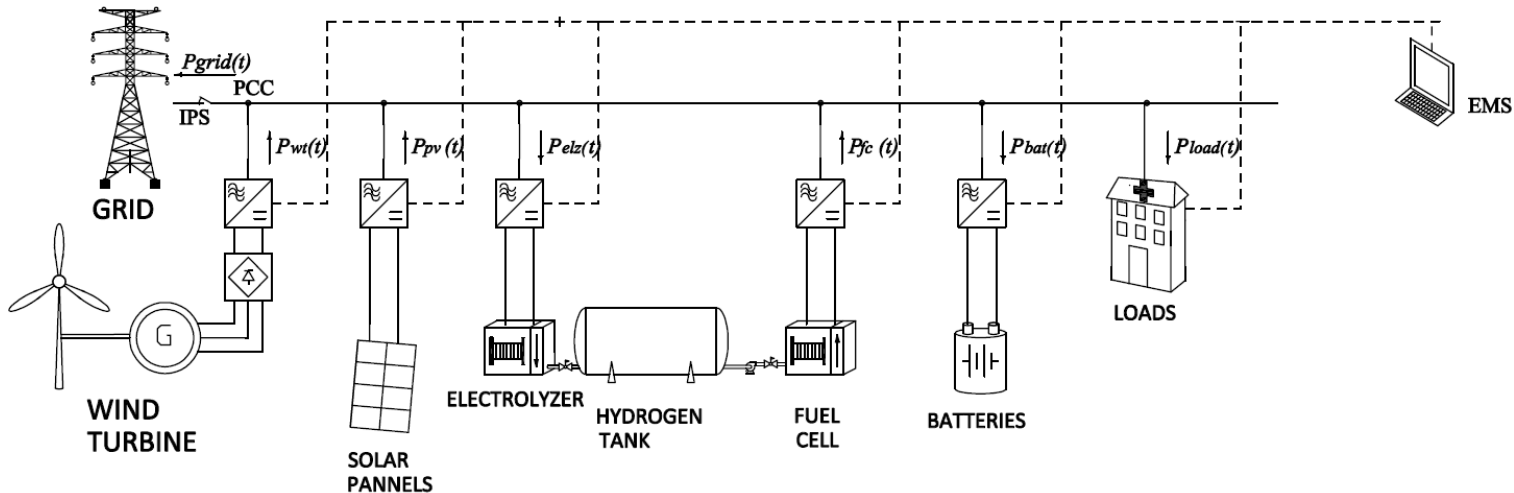 Pgrid(t)
PCC
IPS
EMS
Pwt(t)
Ppv (t)
Pelz(t)
Pfc (t)
Pbat(t)
Pload(t)
GRID
G
LOADS
WIND
TURBINE
ELECTROLYZER
HYDROGEN
TANK
FUEL
CELL
BATTERIES
SOLAR
PANNELS